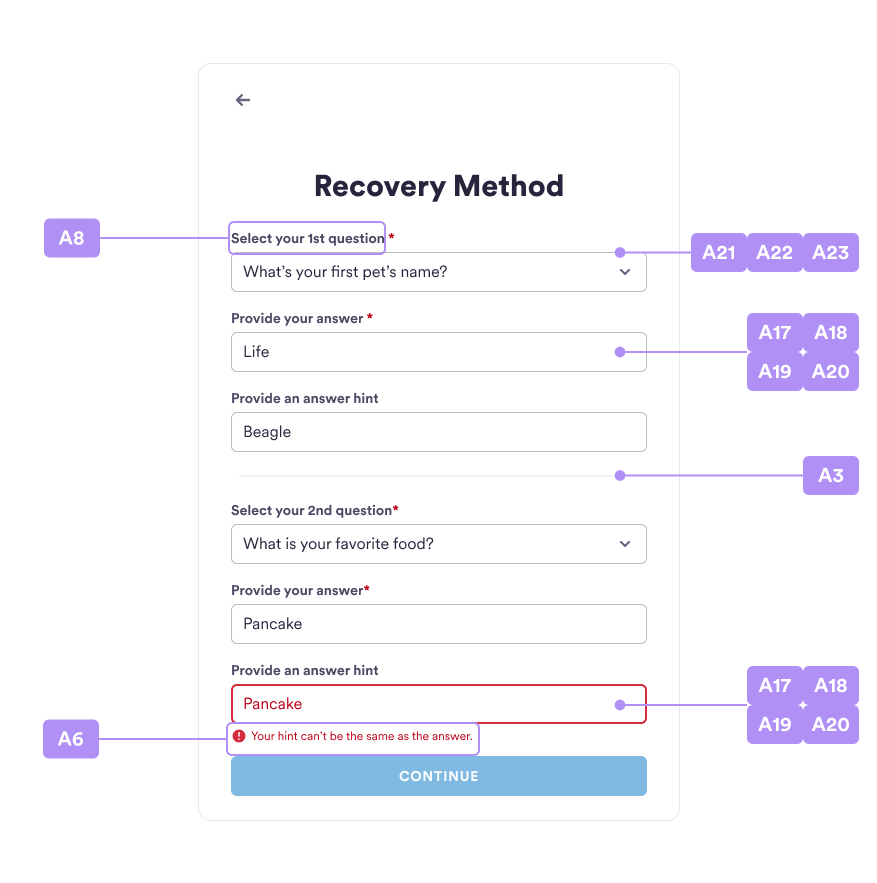 Recovery Method
A8
Select your 1st question *
A21 A22 A23
What's your first pet's name?
Provide your answer *
A17 A18
Life
A19 A20
Provide an answer hint
Beagle
A3
Select your 2nd question*
What is your favorite food?
Provide your answer*
Pancake
Provide an answer hint
A17 A18
Pancake
A19 A20
A6
Your hint can't be the same as the answer.
CONTINUE